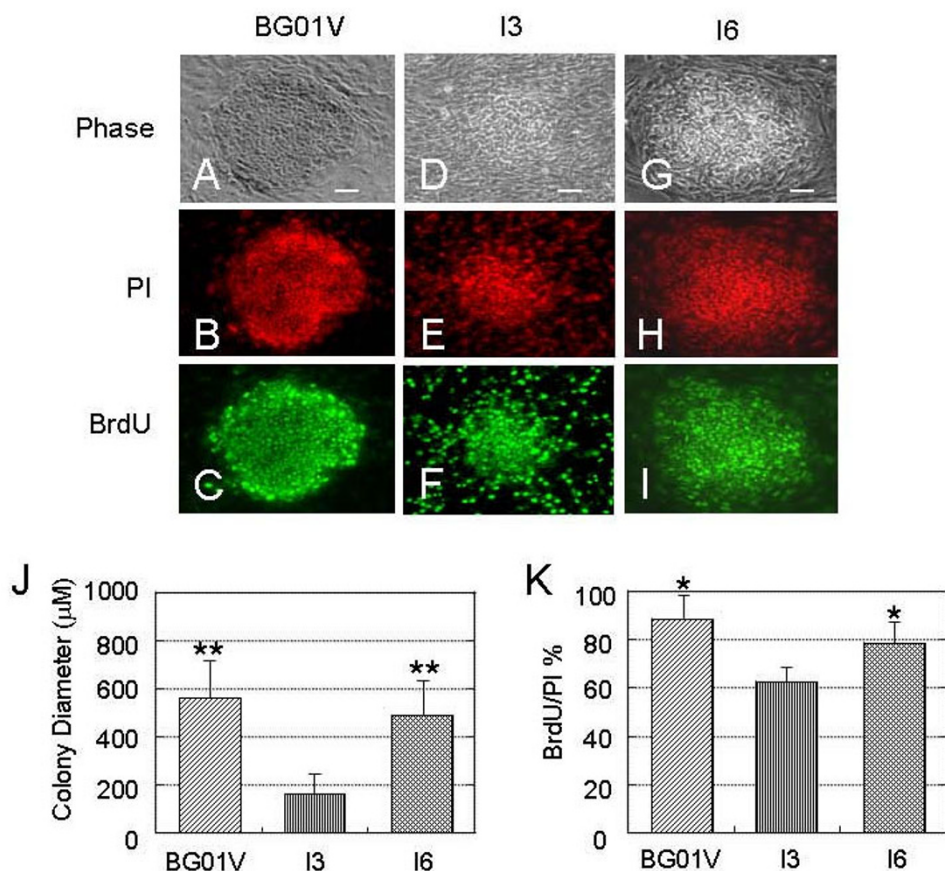 BG01V I3 I6
Phase
A D G
PI
B E H
BrdU
C F I
J
Colony Diameter (µM)
1000
800
600
400
200
0
** **
BG01V I3 I6
K
BrdU/PI %
100
80
60
40
20
0
* *
BG01V I3 I6